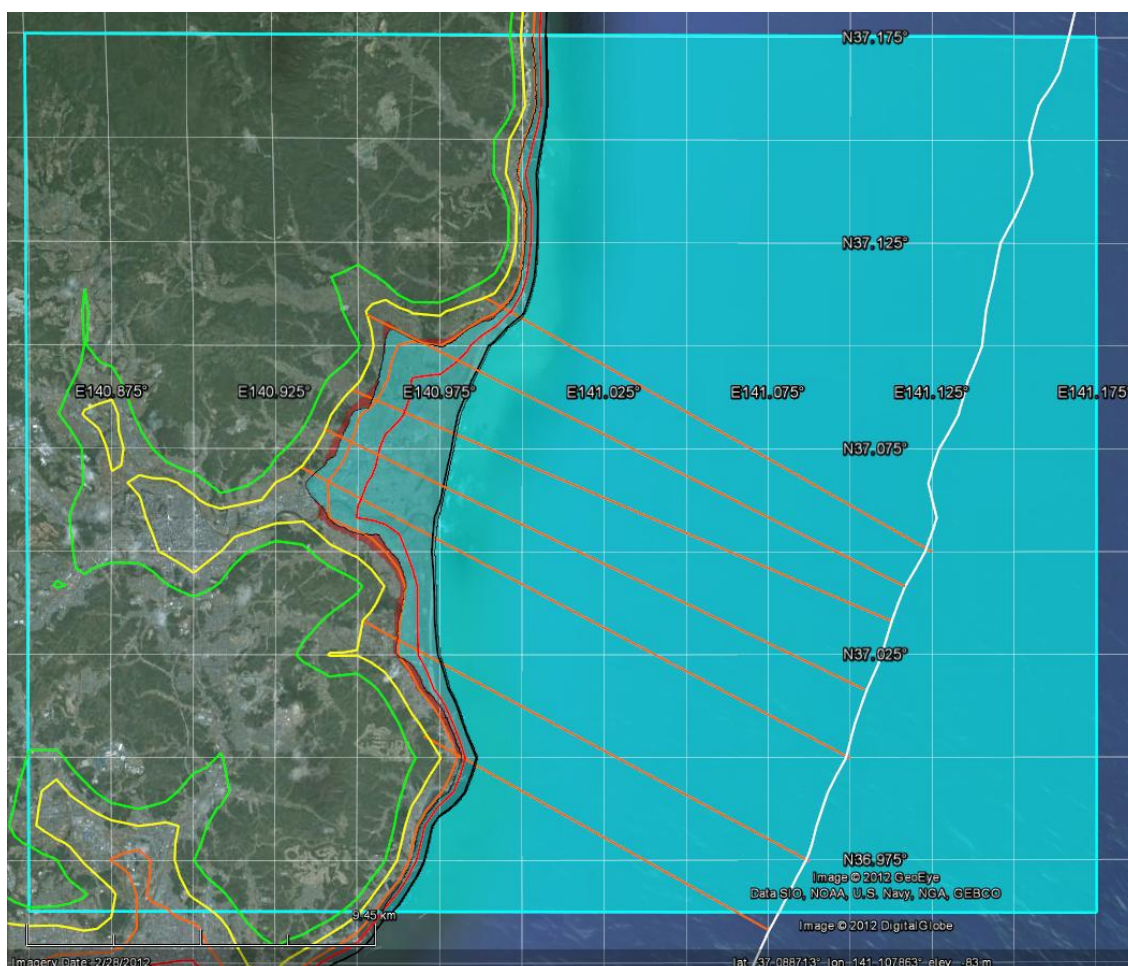 N37.175°
N37.125°
E140.875° E140.925° E140.975° E141.025° E141.075° E141.125° E141.175°
N37.075°
N37.025°
N36.975°
Image © 2012 GeoEye
Data SIO, NOAA, U.S. Navy, NGA, GEBCO
9.45 km
Image © 2012 DigitalGlobe
Imagery Date: 2/28/2012 lat 37.088713° lon 141.107863° elev -83 m